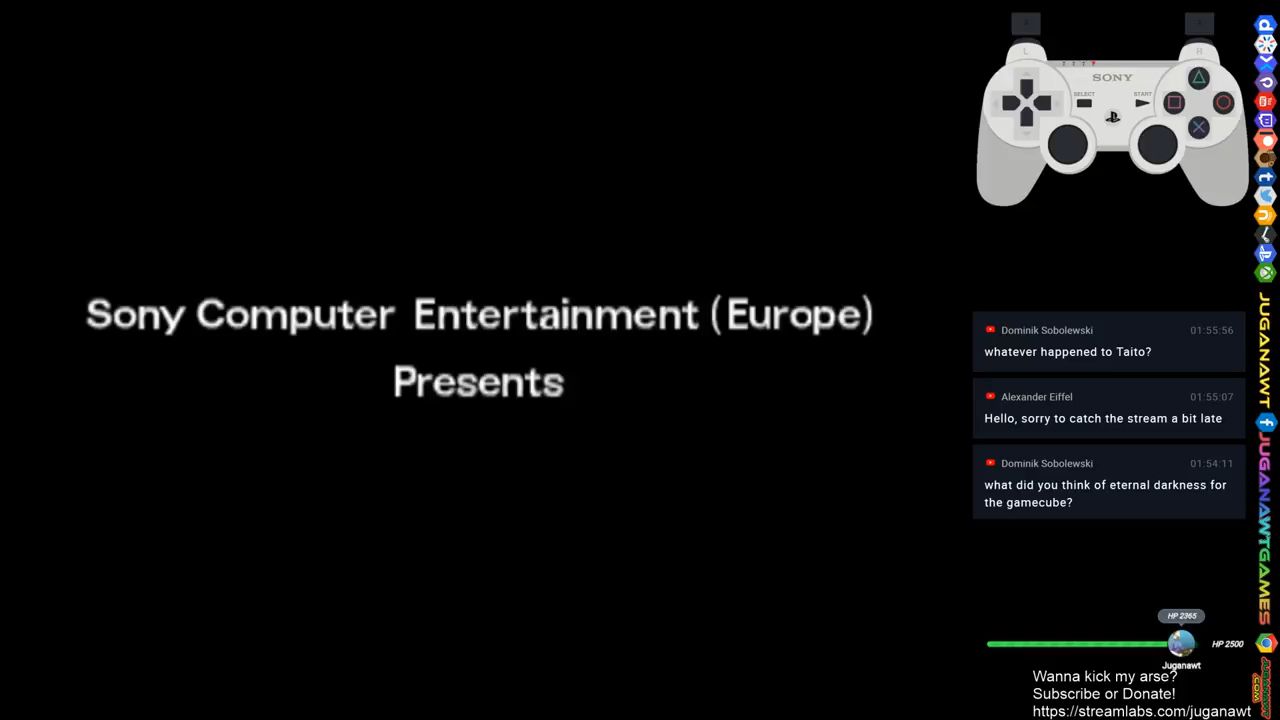 Sony Computer Entertainment (Europe)
Presents
L
R
SONY
SELECT
START
Dominik Sobolewski 01:55:56
whatever happened to Taito?
Alexander Eiffel 01:55:07
Hello, sorry to catch the stream a bit late
Dominik Sobolewski 01:54:11
what did you think of eternal darkness for
the gamecube?
HP 2365
HP 2500
Juganawt
Wanna kick my arse?
Subscribe or Donate!
https://streamlabs.com/juganawt
JUGANAWT
JUGANAWTGAMES
JUGANAWT
.COM